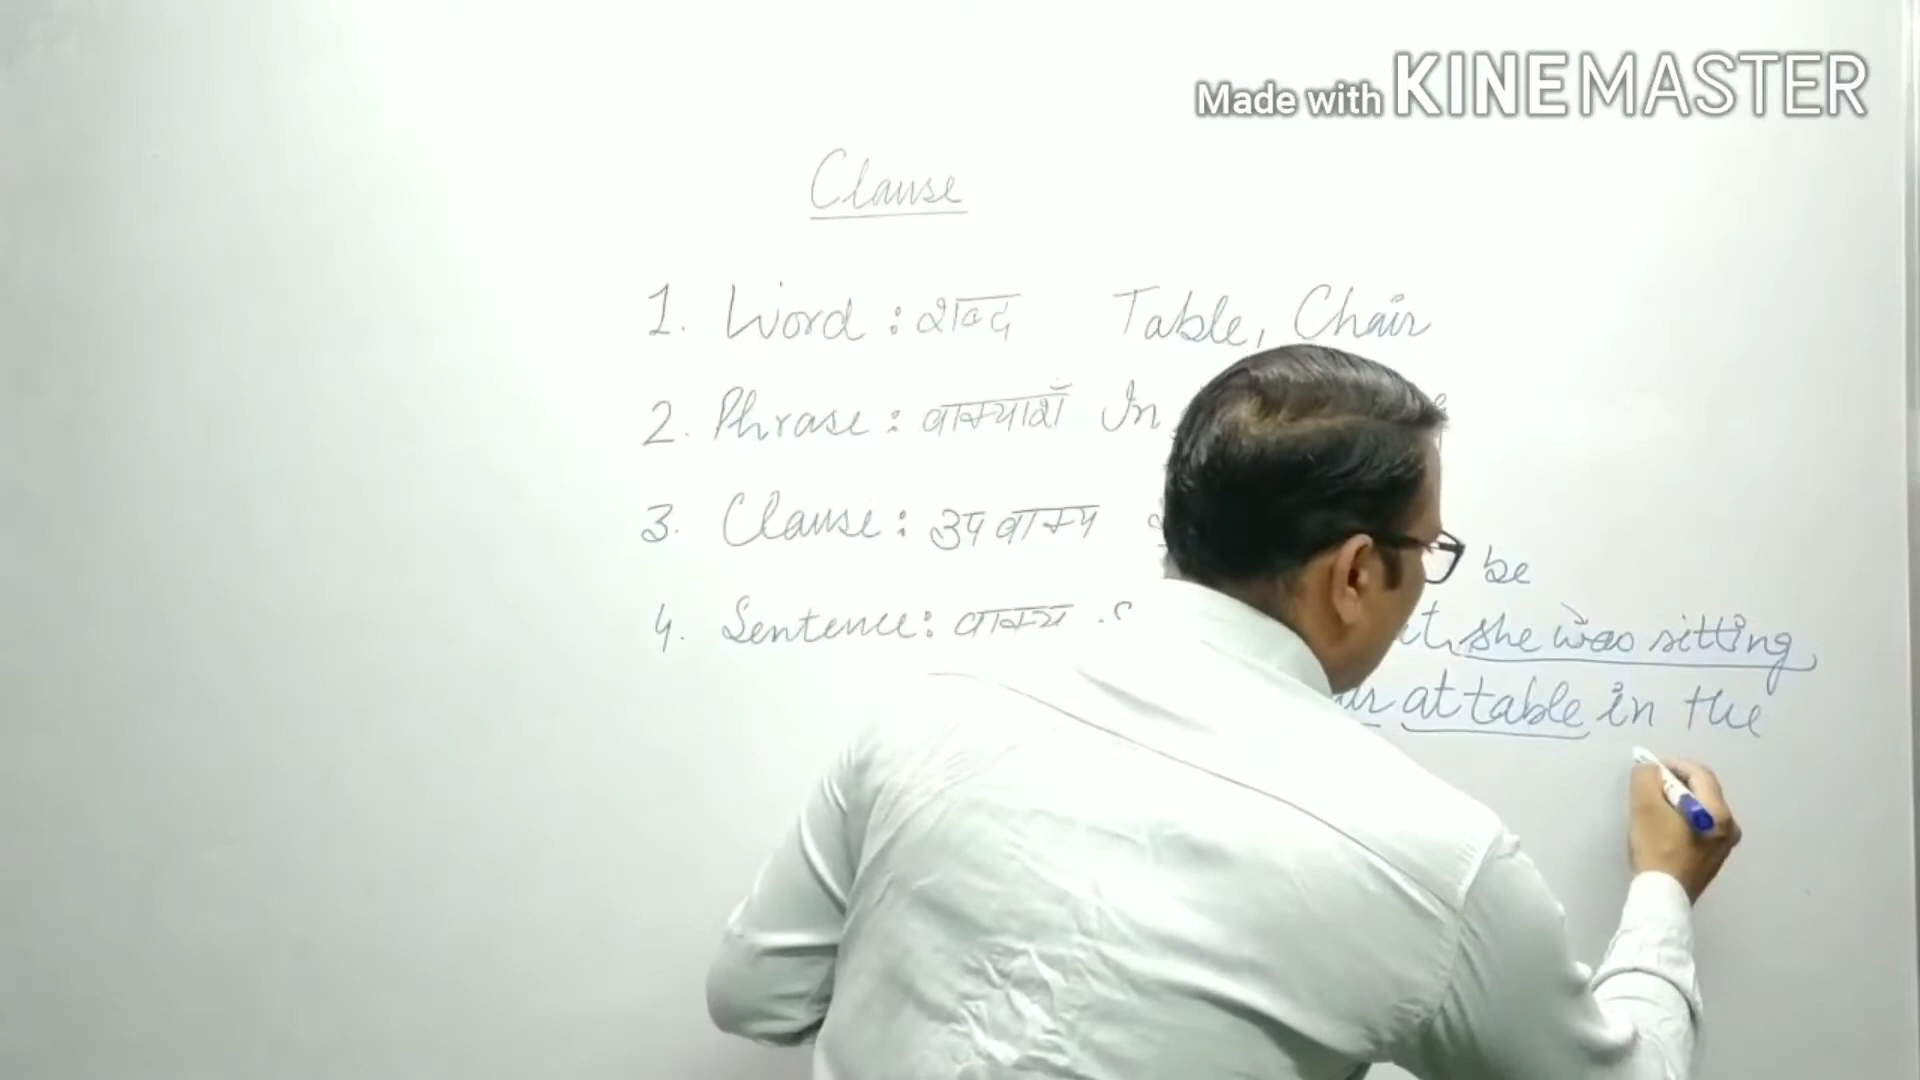 Made with KINEMASTER
Clause
1. Word : शब्द Table, Chair
2. Phrase : वाक्याशँ In
3. Clause : उपवाक्य
be
4. Sentence : वाक्य she was sitting
at table in the